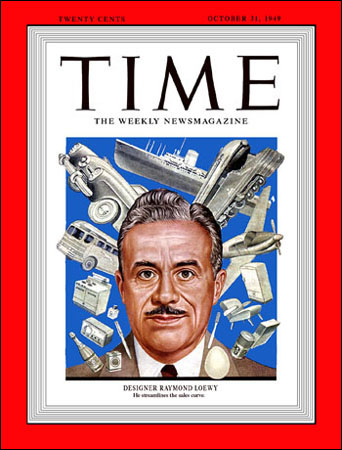 TWENTY CENTS OCTOBER 31, 1949
TIME
THE WEEKLY NEWSMAGAZINE
DESIGNER RAYMOND LOEWY
He streamlines the sales curve.